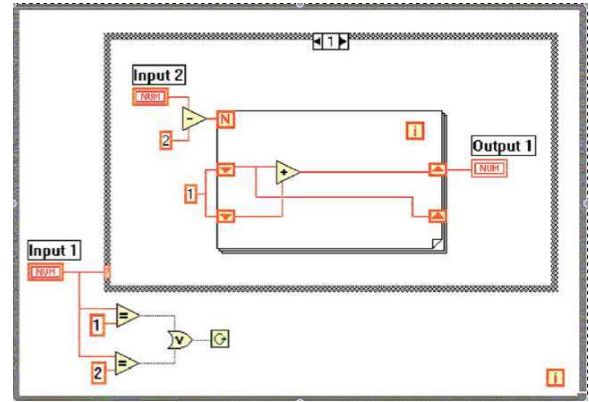 1
Input 2
NUM
-
2
N
i
+
Output 1
NUM
1
Input 1
NUM
=
1
V
=
2
i